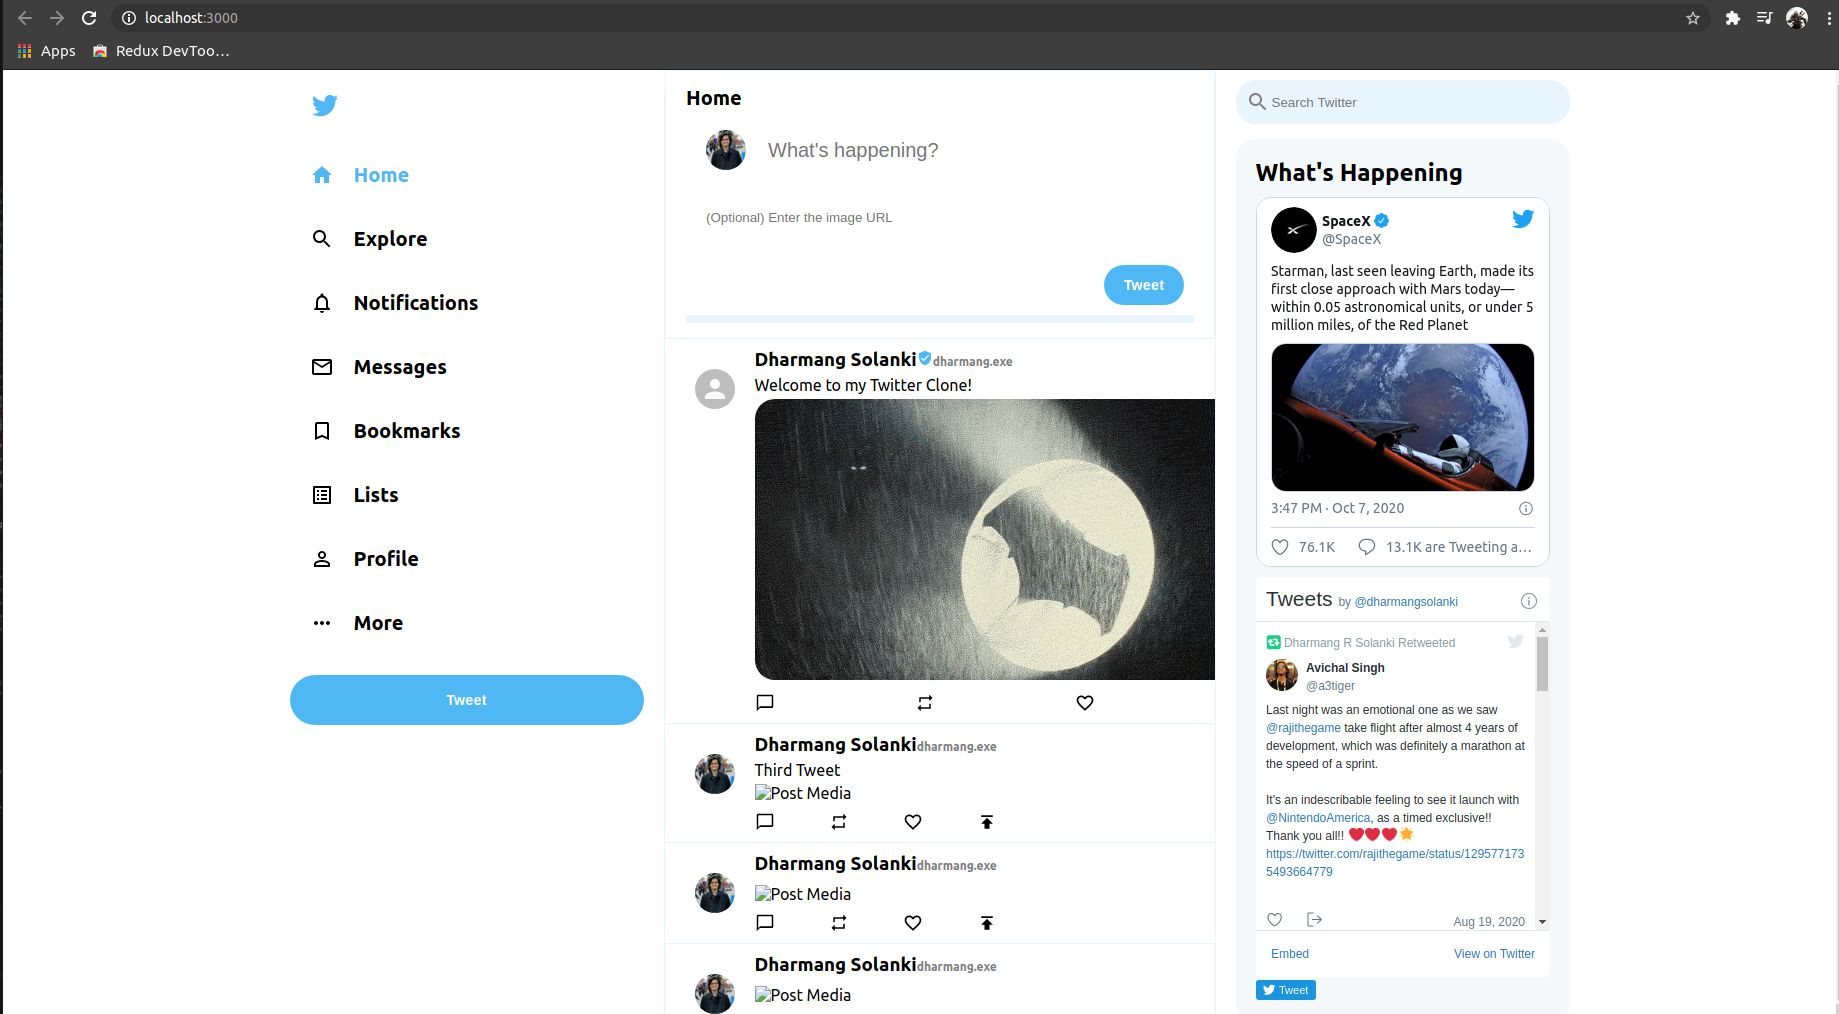 localhost:3000
Apps
Redux DevToo...
Home
Explore
Notifications
Messages
Bookmarks
Lists
Profile
More
Tweet
Home
What's happening?
(Optional) Enter the image URL
Tweet
Dharmang Solanki dharmang.exe
Welcome to my Twitter Clone!
Dharmang Solanki dharmang.exe
Third Tweet
Post Media
Dharmang Solanki dharmang.exe
Post Media
Dharmang Solanki dharmang.exe
Post Media
Search Twitter
What's Happening
SpaceX
@SpaceX
Starman, last seen leaving Earth, made its
first close approach with Mars today—
within 0.05 astronomical units, or under 5
million miles, of the Red Planet
3:47 PM · Oct 7, 2020
76.1K 13.1K are Tweeting a...
Tweets by @dharmangsolanki
Dharmang R Solanki Retweeted
Avichal Singh
@a3tiger
Last night was an emotional one as we saw
@rajithegame take flight after almost 4 years of
development, which was definitely a marathon at
the speed of a sprint.
It's an indescribable feeling to see it launch with
@NintendoAmerica, as a timed exclusive!!
Thank you all!! ❤❤❤🌟
https://twitter.com/rajithegame/status/129577173
5493664779
Aug 19, 2020
Embed View on Twitter
Tweet